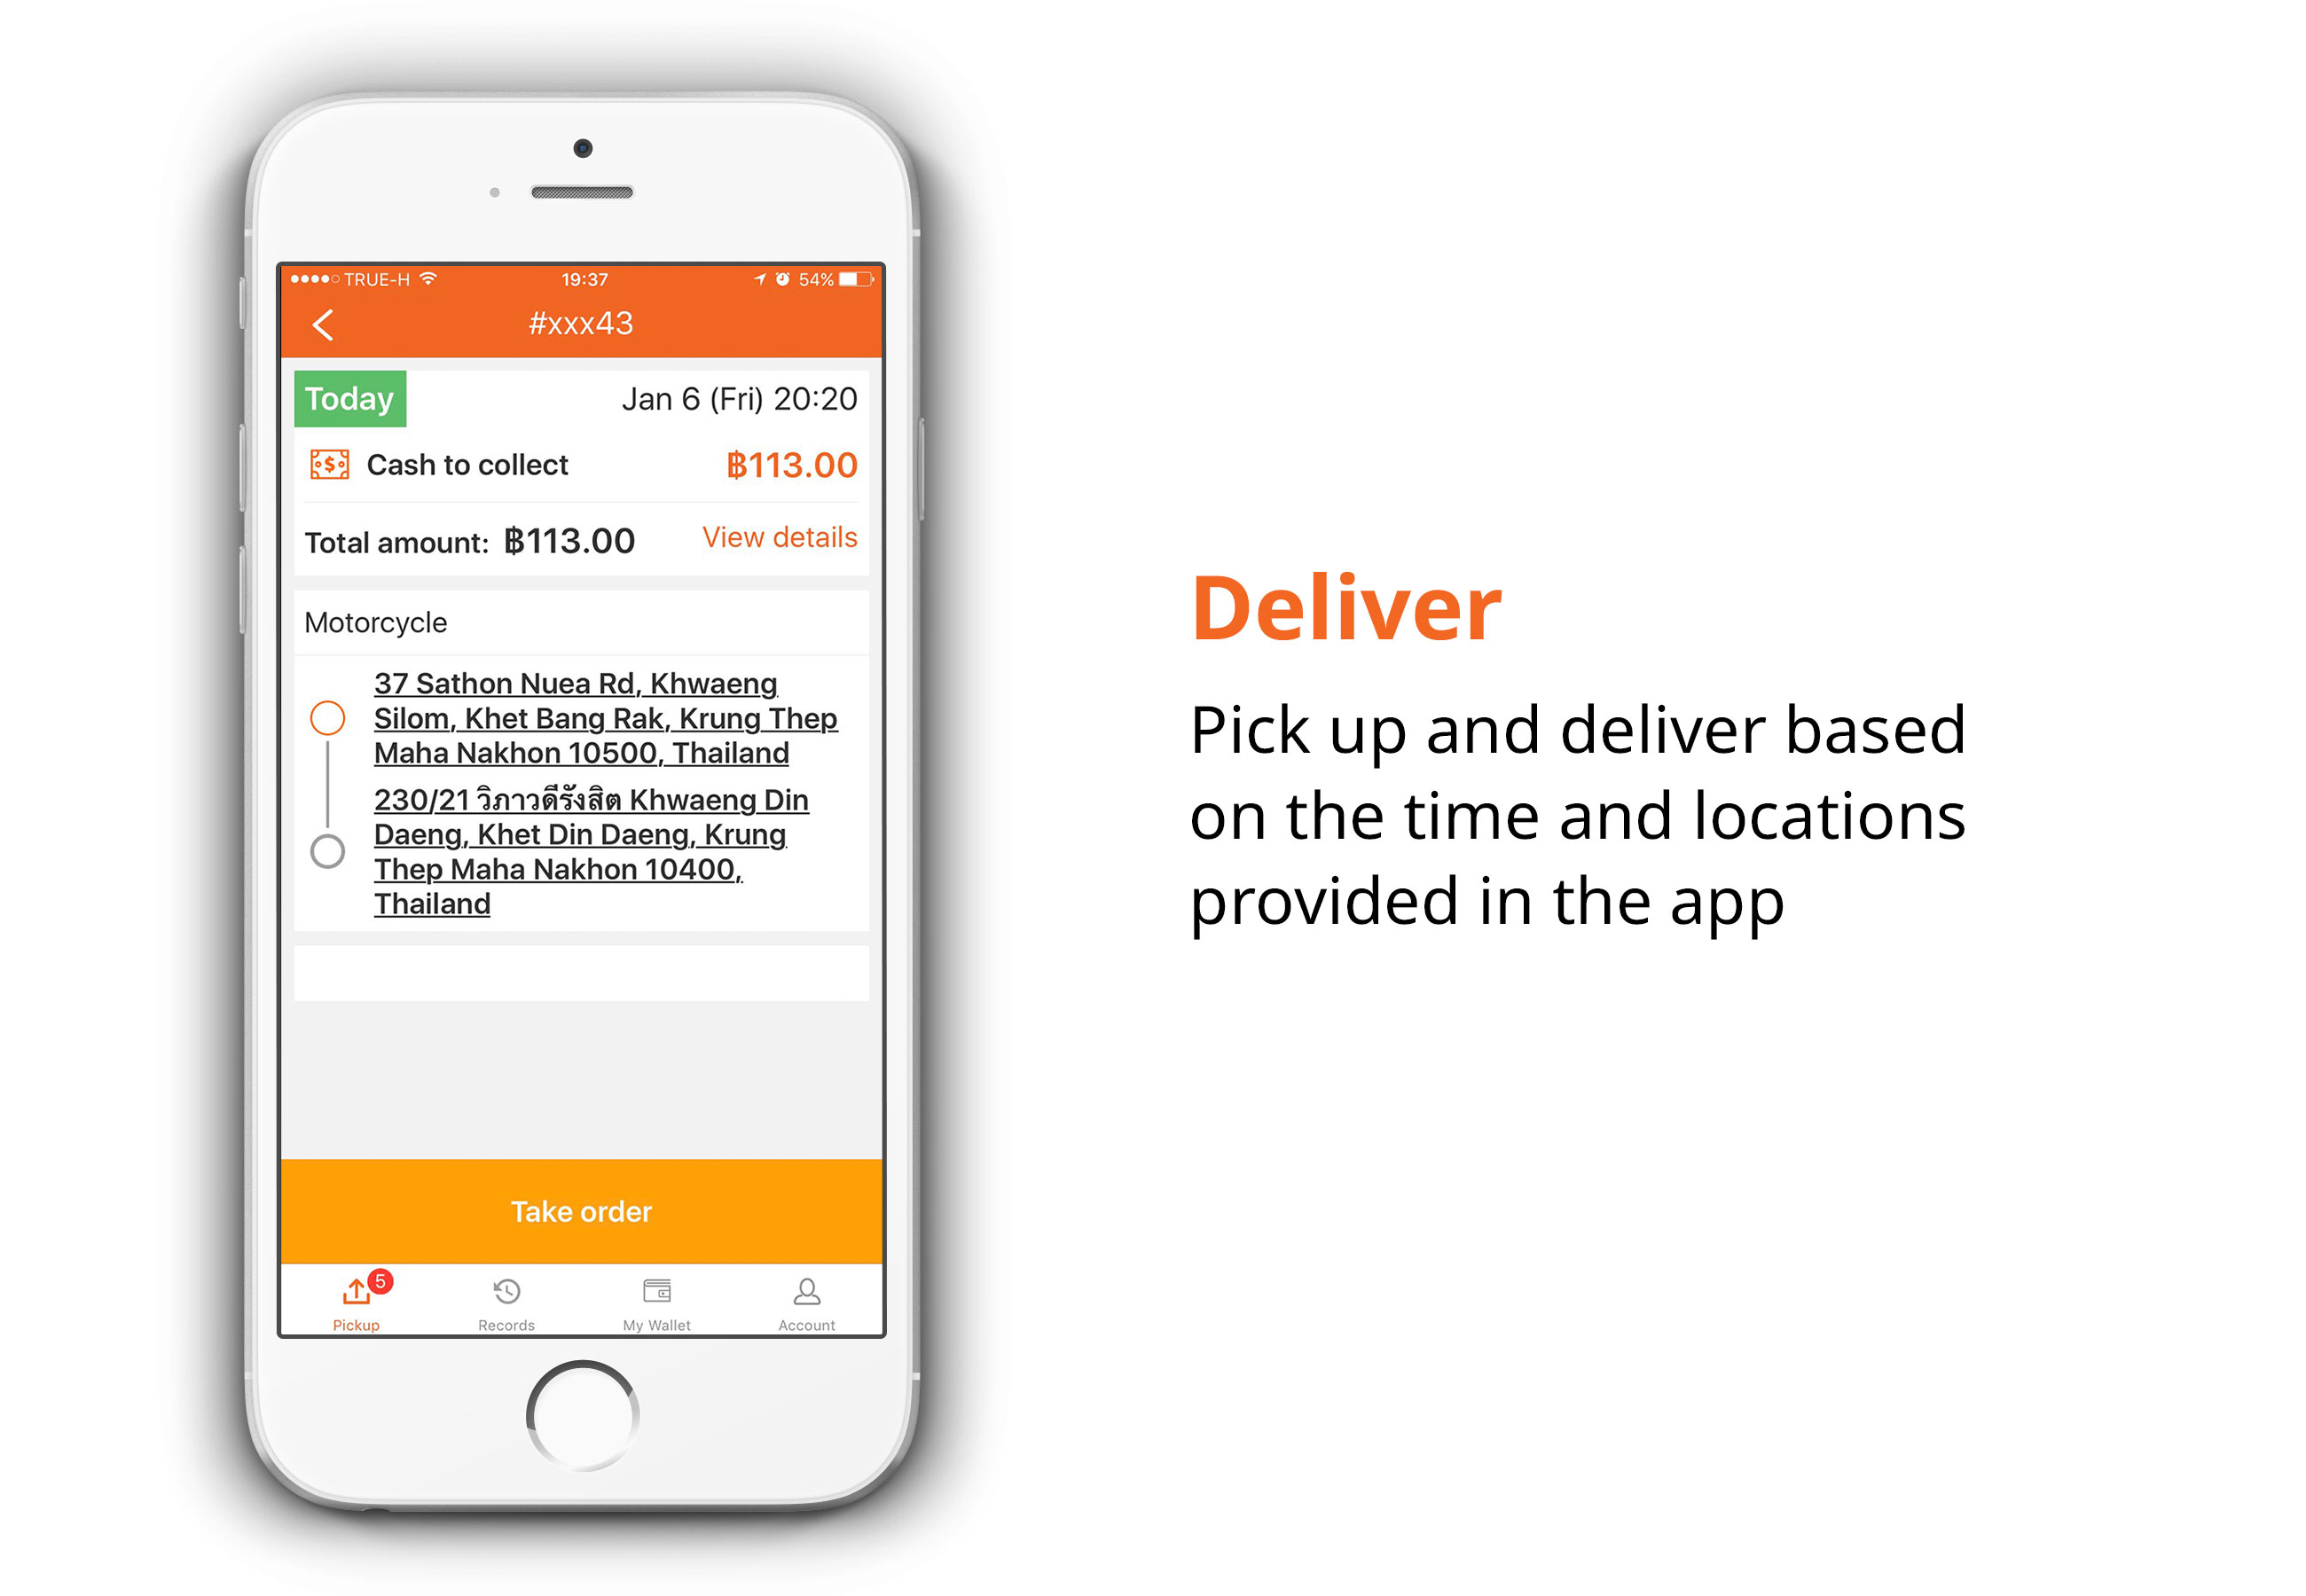 TRUE-H 19:37 54%
#xxx43
Today Jan 6 (Fri) 20:20
Cash to collect ฿113.00
Total amount: ฿113.00 View details
Motorcycle
37 Sathon Nuea Rd, Khwaeng
Silom, Khet Bang Rak, Krung Thep
Maha Nakhon 10500, Thailand
230/21 วิภาวดีรังสิต Khwaeng Din
Daeng, Khet Din Daeng, Krung
Thep Maha Nakhon 10400,
Thailand
Take order
5
Pickup Records My Wallet Account
Deliver
Pick up and deliver based
on the time and locations
provided in the app